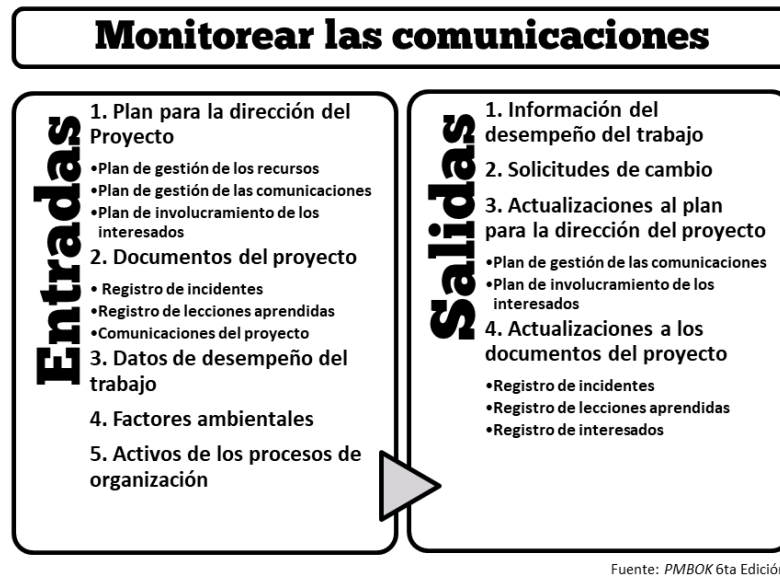 Monitorear las comunicaciones
Entradas
1. Plan para la dirección del
Proyecto
•Plan de gestión de los recursos
•Plan de gestión de las comunicaciones
•Plan de involucramiento de los
interesados
2. Documentos del proyecto
• Registro de incidentes
•Registro de lecciones aprendidas
•Comunicaciones del proyecto
3. Datos de desempeño del
trabajo
4. Factores ambientales
5. Activos de los procesos de
organización
Salidas
1. Información del
desempeño del trabajo
2. Solicitudes de cambio
3. Actualizaciones al plan
para la dirección del proyecto
•Plan de gestión de las comunicaciones
•Plan de involucramiento de los
interesados
4. Actualizaciones a los
documentos del proyecto
•Registro de incidentes
•Registro de lecciones aprendidas
•Registro de interesados
Fuente: PMBOK 6ta Edición